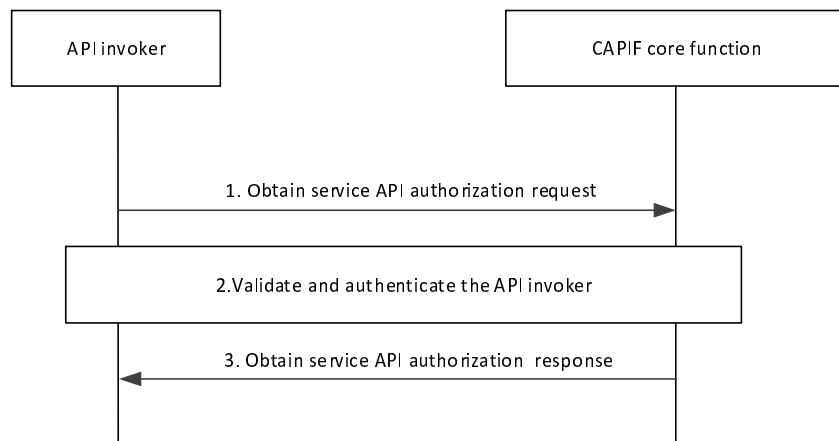 API invoker
CAPIF core function
1. Obtain service API authorization request
2.Validate and authenticate the API invoker
3. Obtain service API authorization response